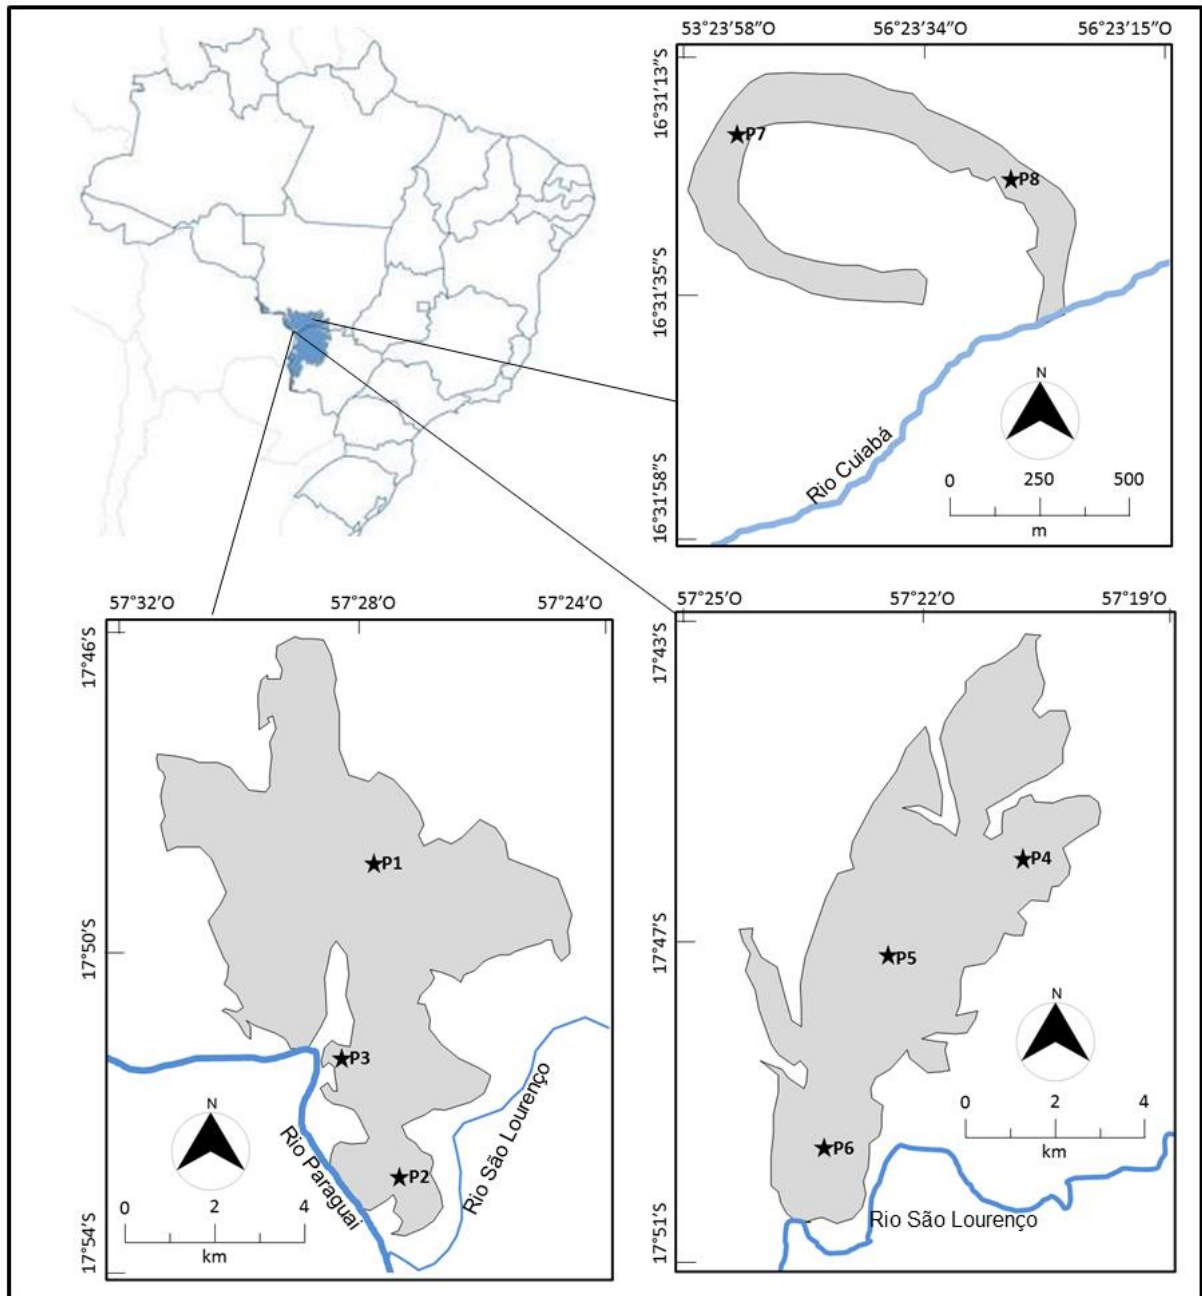 53°23'58"O 56°23'34"O 56°23'15"O
16°31'13"S
16°31'35"S
16°31'58"S
P7
P8
Rio Cuiabá
N
0 250 500
m
57°32'O 57°28'O 57°24'O
17°46'S
17°50'S
17°54'S
P1
P3
P2
Rio Paraguai
Rio São Lourenço
N
0 2 4
km
57°25'O 57°22'O 57°19'O
17°43'S
17°47'S
17°51'S
P4
P5
P6
N
0 2 4
km
Rio São Lourenço